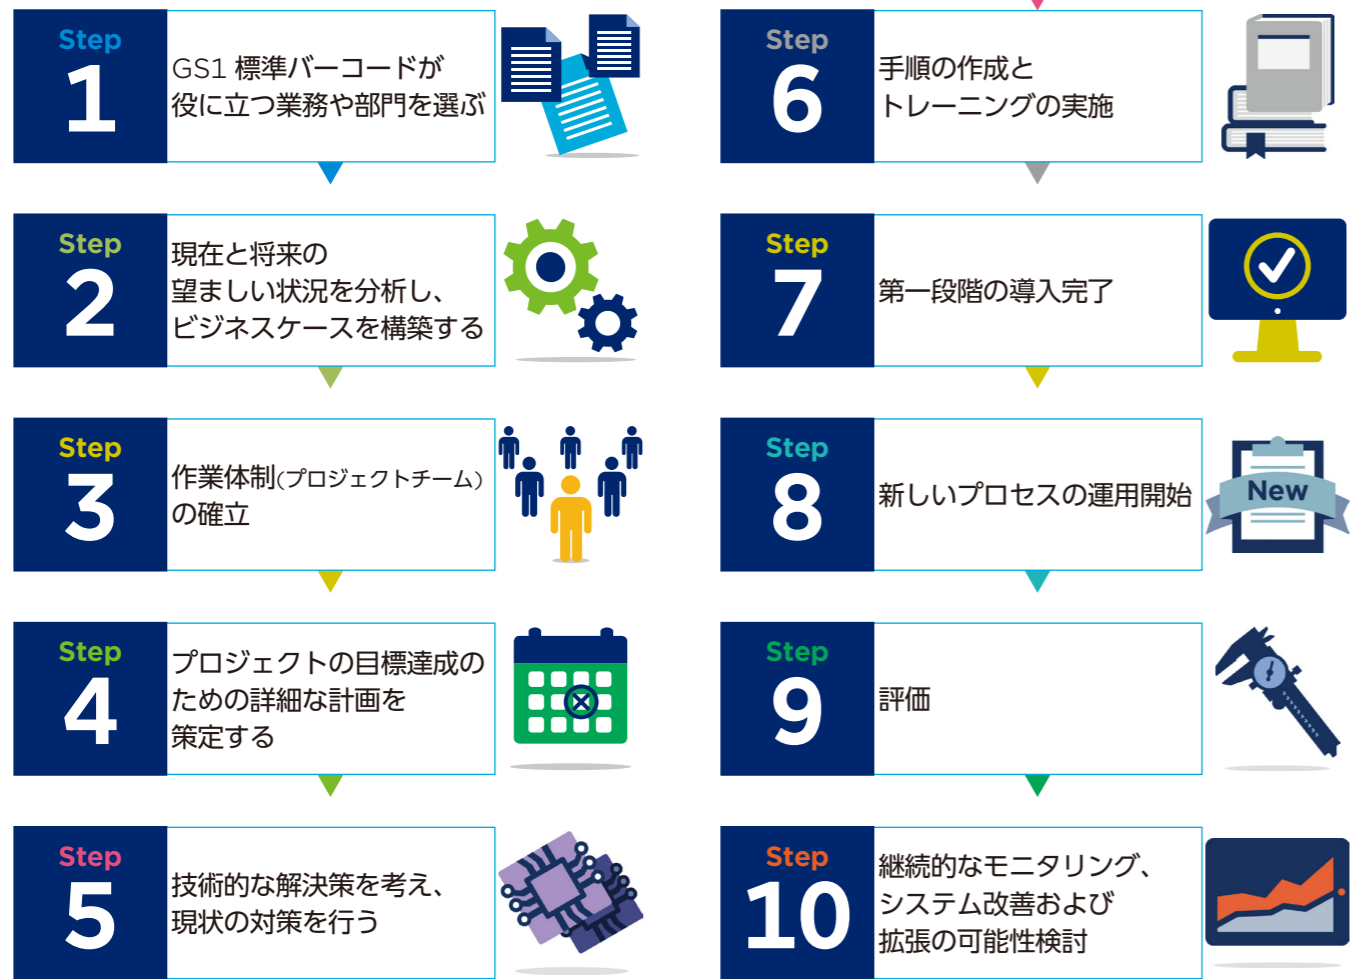 Step
1
GS1 標準バーコードが
役に立つ業務や部門を選ぶ
Step
2
現在と将来の
望ましい状況を分析し、
ビジネスケースを構築する
Step
3
作業体制(プロジェクトチーム)
の確立
Step
4
プロジェクトの目標達成の
ための詳細な計画を
策定する
Step
5
技術的な解決策を考え、
現状の対策を行う
Step
6
手順の作成と
トレーニングの実施
Step
7
第一段階の導入完了
Step
8
新しいプロセスの運用開始
New
Step
9
評価
Step
10
継続的なモニタリング、
システム改善および
拡張の可能性検討